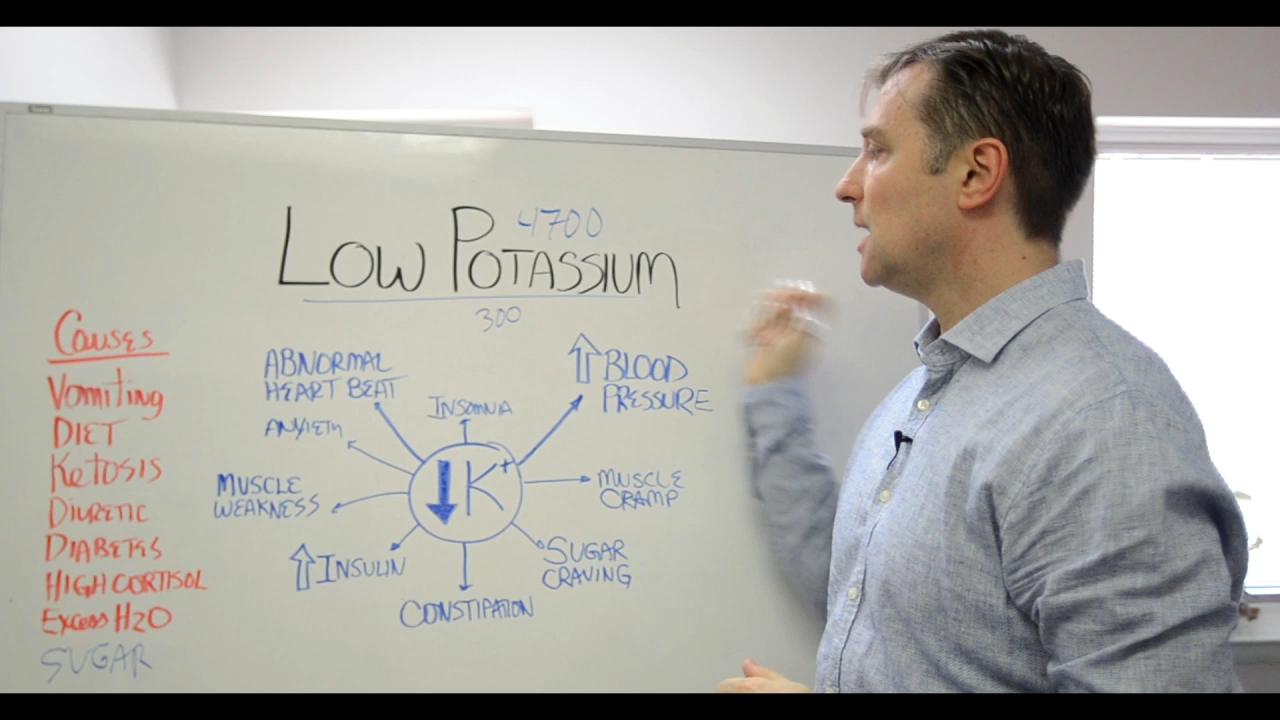 4700
LOW POTASSIUM
300
Causes
Vomiting
DIET
Ketosis
DIURETIC
DIABETES
HIGH CORTISOL
Excess H2O
SUGAR
ABNORMAL
HEART BEAT
ANXIETY
MUSCLE
WEAKNESS
INSULIN
CONSTIPATION
INSOMNIA
K+
BLOOD
PRESSURE
MUSCLE
CRAMP
SUGAR
CRAVING